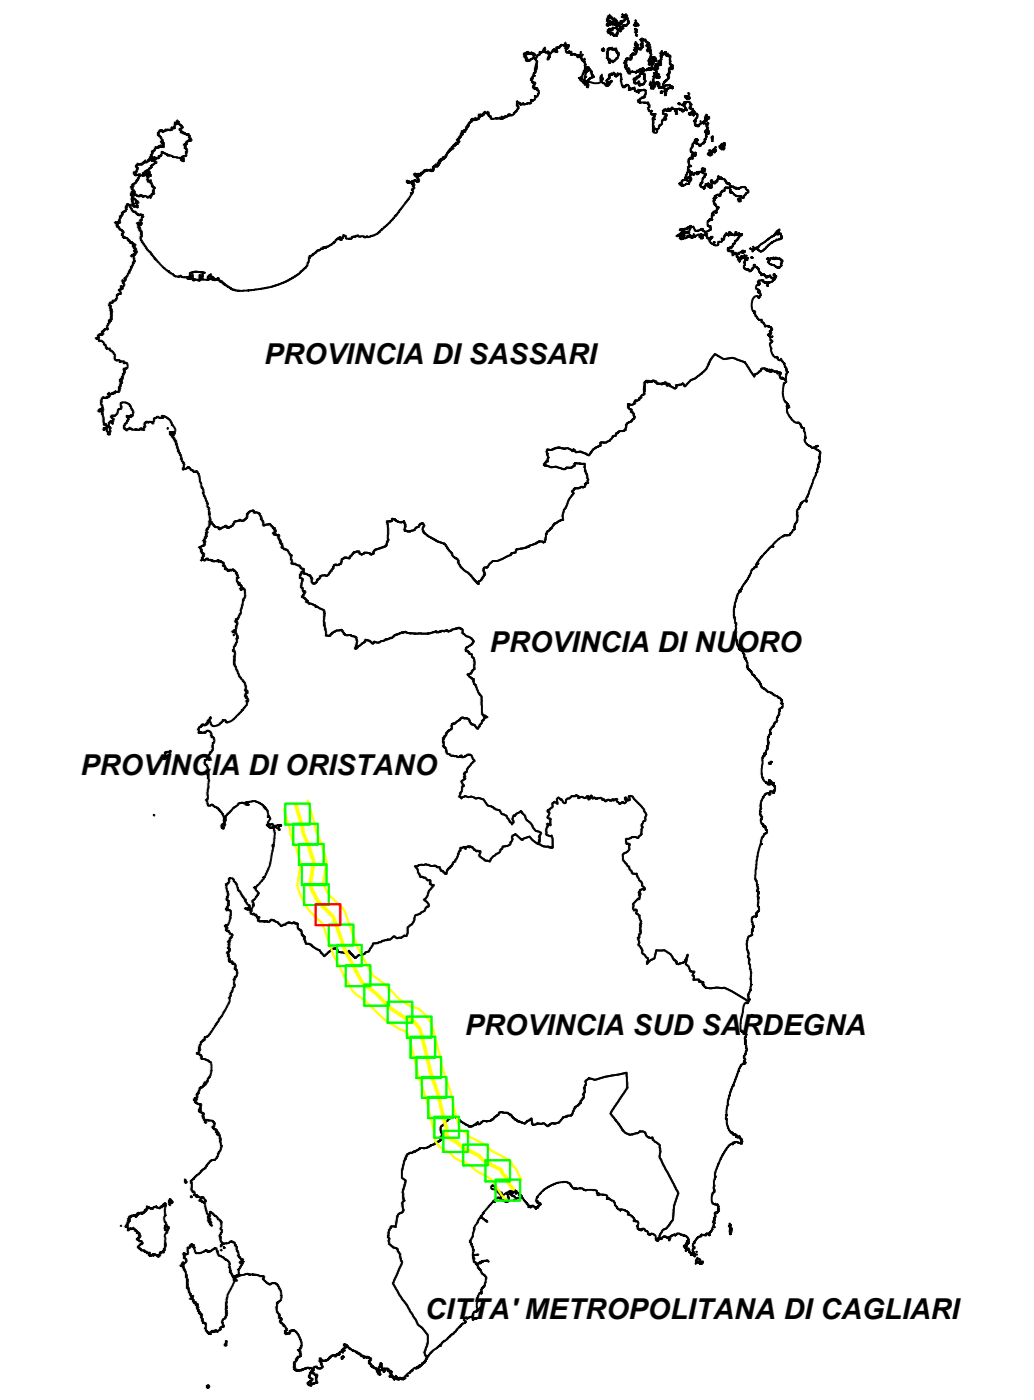 PROVINCIA DI SASSARI
PROVINCIA DI NUORO
PROVINCIA DI ORISTANO
PROVINCIA SUD SARDEGNA
CITTA' METROPOLITANA DI CAGLIARI